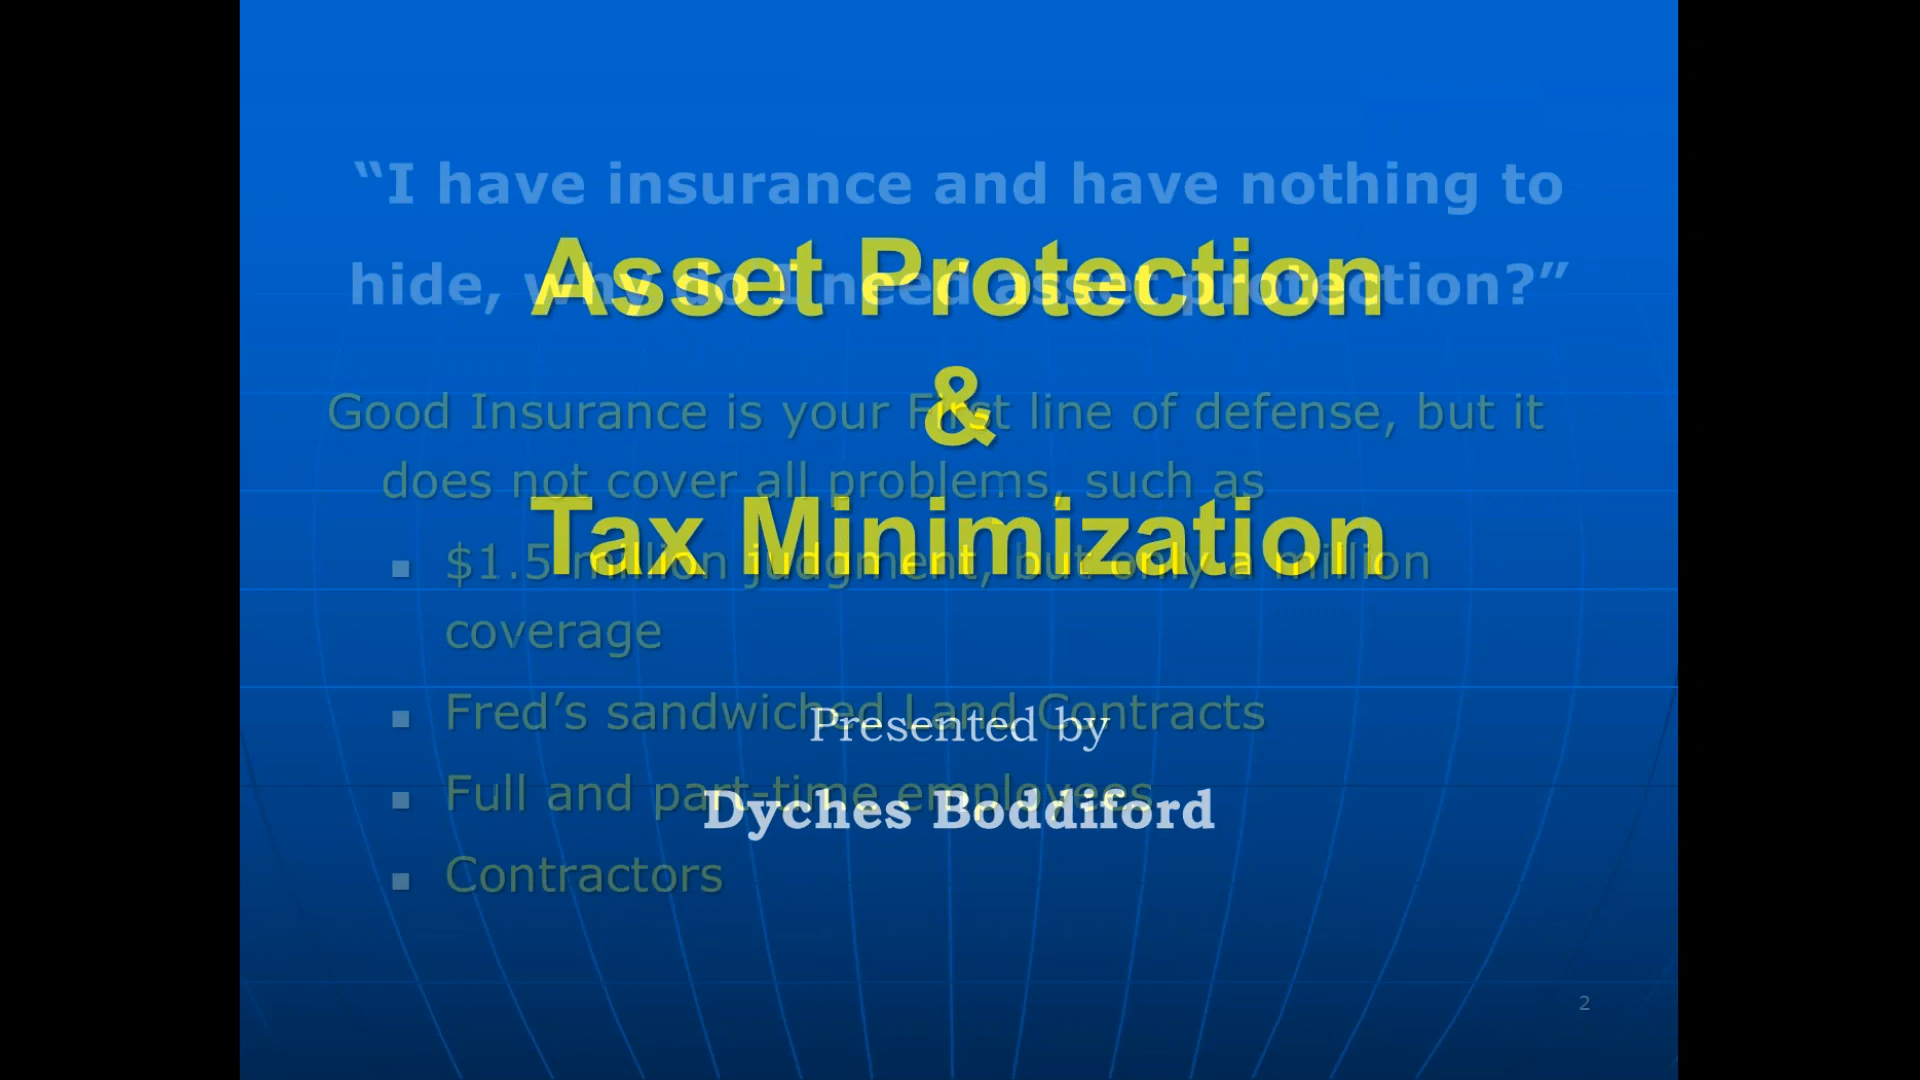 Asset Protection
&
Tax Minimization
Presented by
Dyches Boddiford
“I have insurance and have nothing to
hide, why do I need asset protection?”
Good Insurance is your First line of defense, but it
does not cover all problems, such as
■ $1.5 million judgment, but only a million
coverage
■ Fred’s sandwiched Land Contracts
■ Full and part-time employees
■ Contractors
2